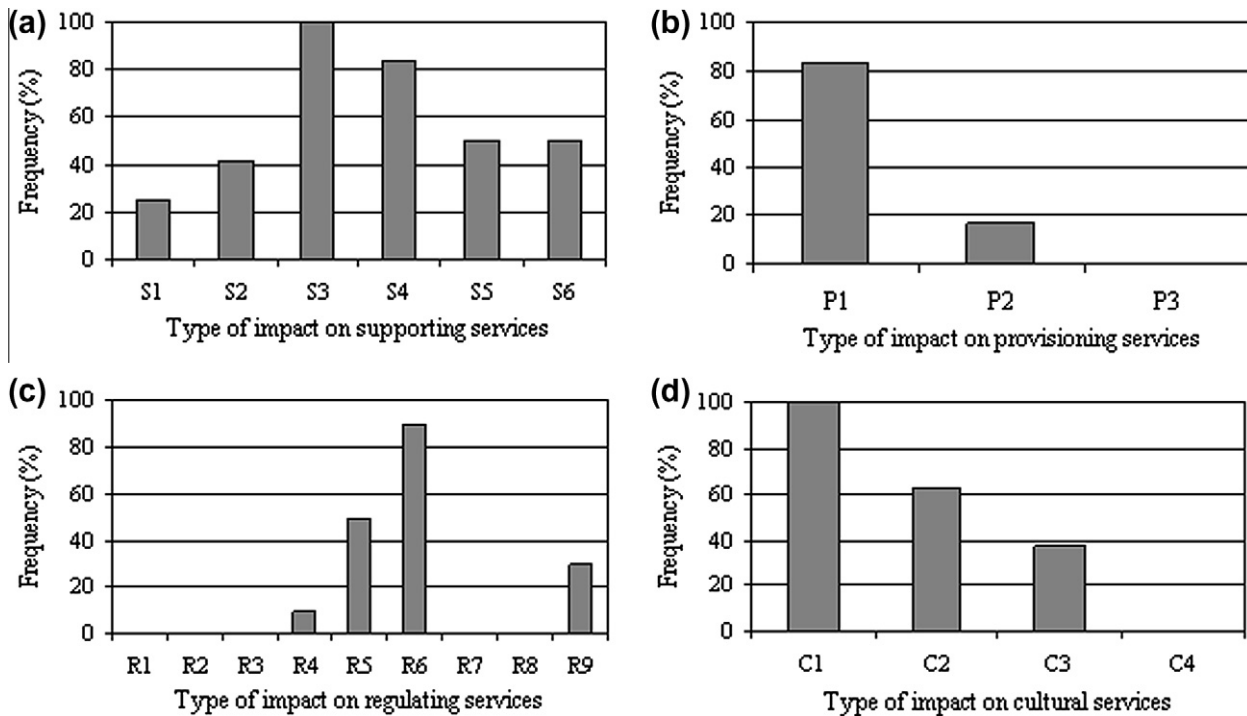 (a)
Frequency (%)
100
80
60
40
20
0
S1 S2 S3 S4 S5 S6
Type of impact on supporting services
(b)
Frequency (%)
100
80
60
40
20
0
P1 P2 P3
Type of impact on provisioning services
(c)
Frequency (%)
100
80
60
40
20
0
R1 R2 R3 R4 R5 R6 R7 R8 R9
Type of impact on regulating services
(d)
Frequency (%)
100
80
60
40
20
0
C1 C2 C3 C4
Type of impact on cultural services